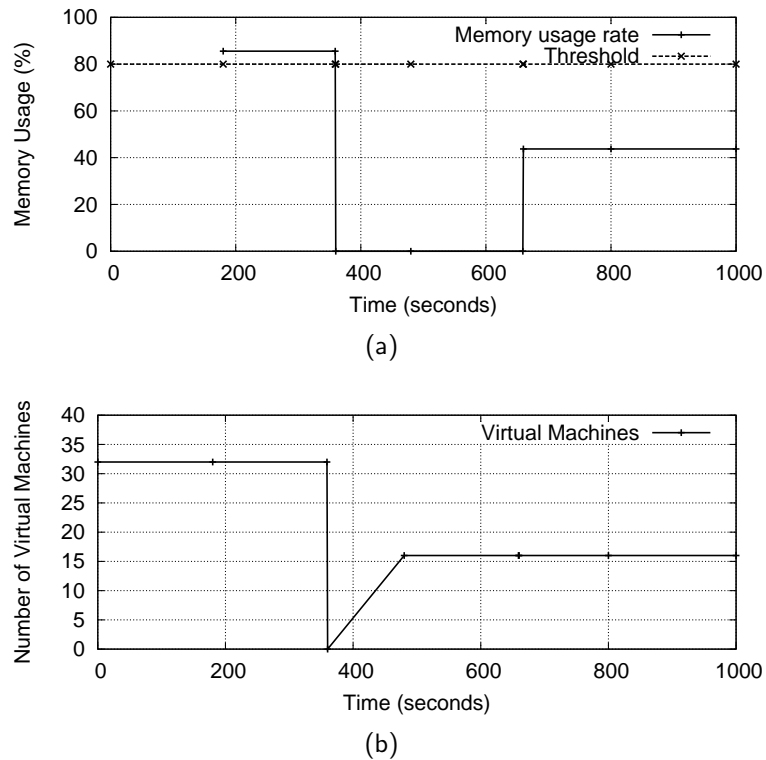 100
80
60
40
20
0
Memory Usage (%)
Memory usage rate
Threshold
0 200 400 600 800 1000
Time (seconds)
(a)
40
35
30
25
20
15
10
5
0
Number of Virtual Machines
Virtual Machines
0 200 400 600 800 1000
Time (seconds)
(b)